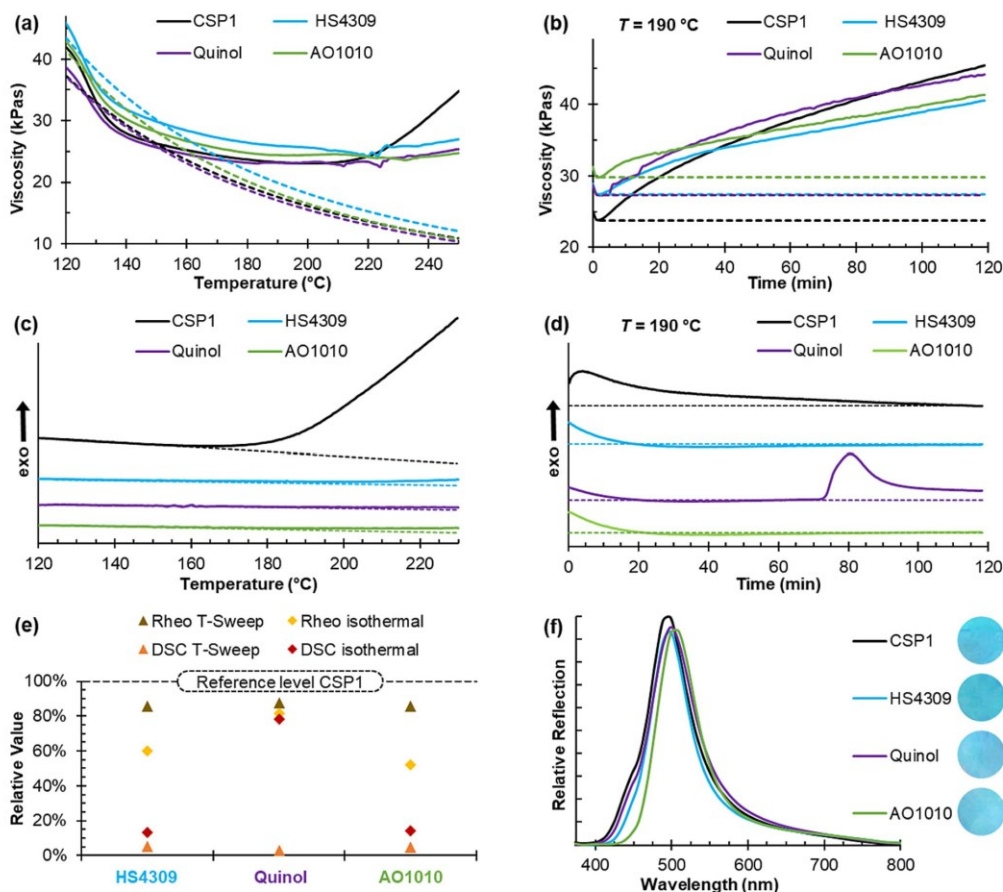 (a)
CSP1
HS4309
Quinol
AO1010
Viscosity (kPas)
40
30
20
10
120
140
160
180
200
220
240
Temperature (°C)
(b)
T = 190 °C
CSP1
HS4309
Quinol
AO1010
Viscosity (kPas)
40
30
20
0
20
40
60
80
100
120
Time (min)
(c)
CSP1
HS4309
Quinol
AO1010
exo
120
140
160
180
200
220
Temperature (°C)
(d)
T = 190 °C
CSP1
HS4309
Quinol
AO1010
exo
0
20
40
60
80
100
120
Time (min)
(e)
Rheo T-Sweep
Rheo isothermal
DSC T-Sweep
DSC isothermal
Reference level CSP1
Relative Value
100%
80%
60%
40%
20%
0%
HS4309
Quinol
AO1010
(f)
CSP1
HS4309
Quinol
AO1010
Relative Reflection
400
500
600
700
800
Wavelength (nm)